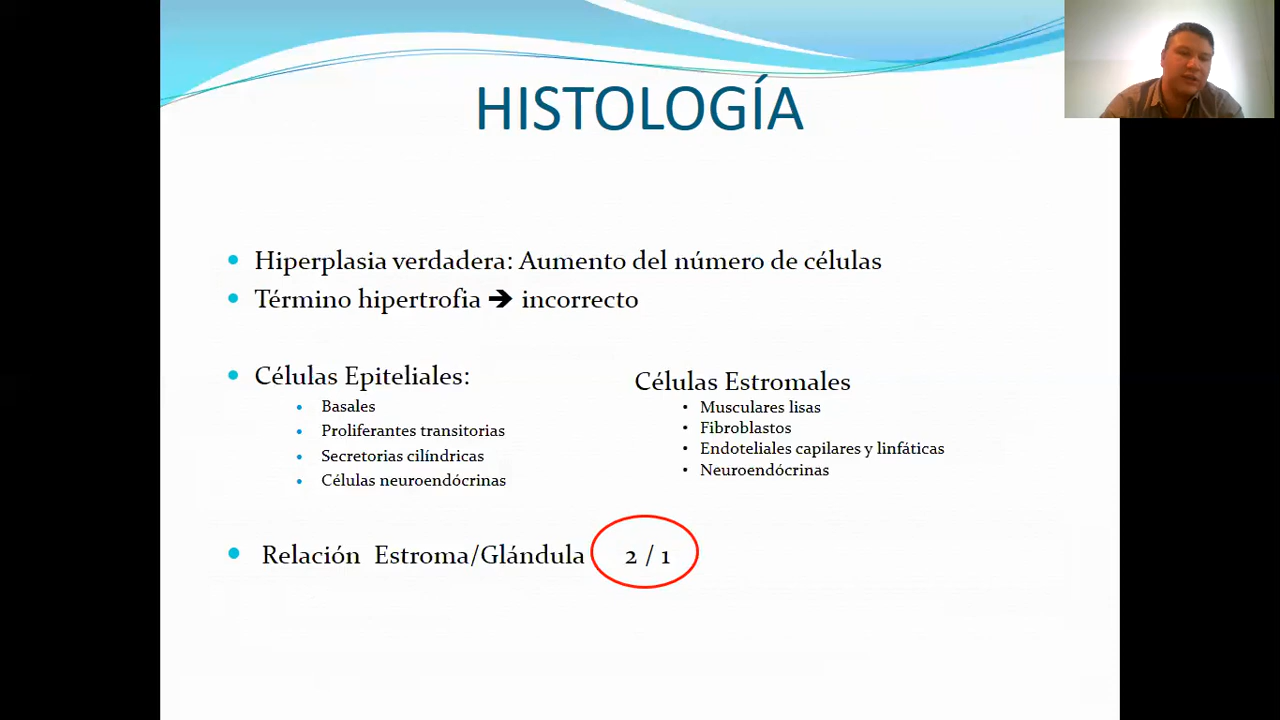 HISTOLOGÍA
Hiperplasia verdadera: Aumento del número de células
Término hipertrofia ➔ incorrecto
Células Epiteliales:
Basales
Proliferantes transitorias
Secretorias cilíndricas
Células neuroendócrinas
Células Estromales
Musculares lisas
Fibroblastos
Endoteliales capilares y linfáticas
Neuroendócrinas
Relación Estroma/Glándula 2 / 1